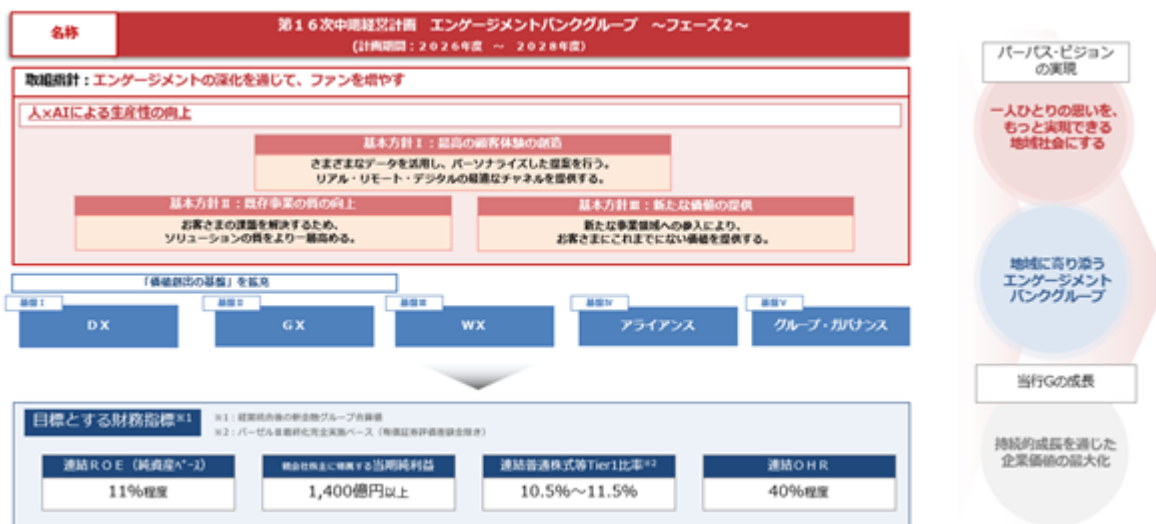 名称
第16次中期経営計画 エンゲージメントバンクグループ ~フェーズ2~
(計画期間:2026年度 ~ 2028年度)
取組指針:エンゲージメントの深化を通じて、ファンを増やす
人×AIによる生産性の向上
基本方針Ⅰ:最高の顧客体験の創造
さまざまなデータを活用し、パーソナライズした提案を行う。
リアル・リモート・デジタルの最適なチャネルを提供する。
基本方針Ⅱ:既存事業の質の向上
お客さまの課題を解決するため、
ソリューションの質をより一層高める。
基本方針Ⅲ:新たな価値の提供
新たな事業領域への参入により、
お客さまにこれまでにない価値を提供する。
「価値創出の基盤」を拡充
基盤Ⅰ
DX
基盤Ⅱ
GX
基盤Ⅲ
WX
基盤Ⅳ
アライアンス
基盤Ⅴ
グループ・ガバナンス
目標とする財務指標※1
※1:経営統合後の新金融グループ合算値
※2:バーゼルⅢ最終化完全実施ベース(有価証券評価差額金除き)
連結ROE(純資産ベース)
11%程度
親会社株主に帰属する当期純利益
1,400億円以上
連結普通株式等Tier1比率※2
10.5%~11.5%
連結OHR
40%程度
パーパス・ビジョン
の実現
一人ひとりの思いを、
もっと実現できる
地域社会にする
地域に寄り添う
エンゲージメント
バンクグループ
当行Gの成長
持続的成長を通じた
企業価値の最大化